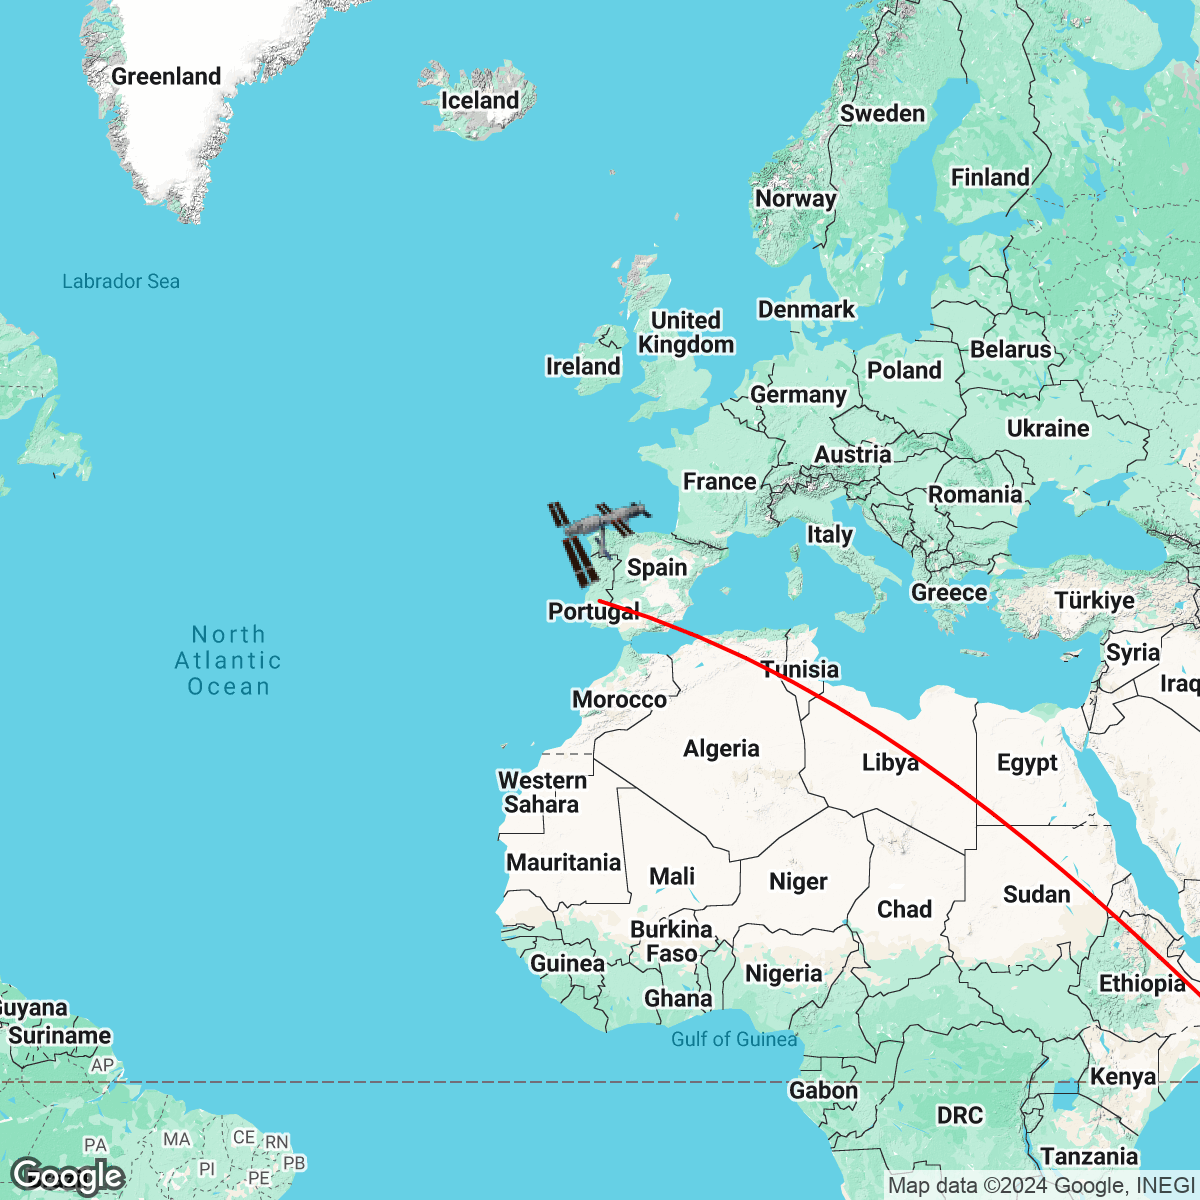 Greenland
Iceland
Sweden
Finland
Norway
Labrador Sea
Denmark
United
Kingdom
Belarus
Ireland
Poland
Germany
Ukraine
Austria
France
Romania
Italy
Spain
Greece
Türkiye
Portugal
North
Atlantic
Ocean
Syria
Tunisia
Iraq
Morocco
Algeria
Libya
Egypt
Western
Sahara
Mauritania
Mali
Niger
Sudan
Chad
Burkina
Faso
Guinea
Nigeria
Ethiopia
Ghana
Guyana
Suriname
Gulf of Guinea
AP
Kenya
Gabon
DRC
PA
MA
CE
RN
PB
PI
PE
Tanzania
Google
Map data ©2024 Google, INEGI